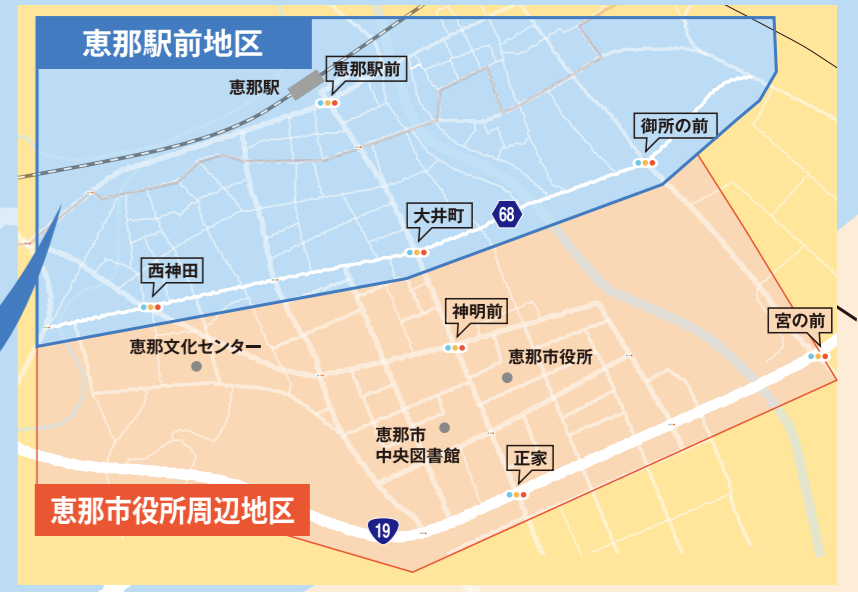 恵那駅前地区
恵那駅
恵那駅前
御所の前
大井町
68
西神田
神明前
宮の前
恵那文化センター
恵那市役所
恵那市
中央図書館
正家
恵那市役所周辺地区
19